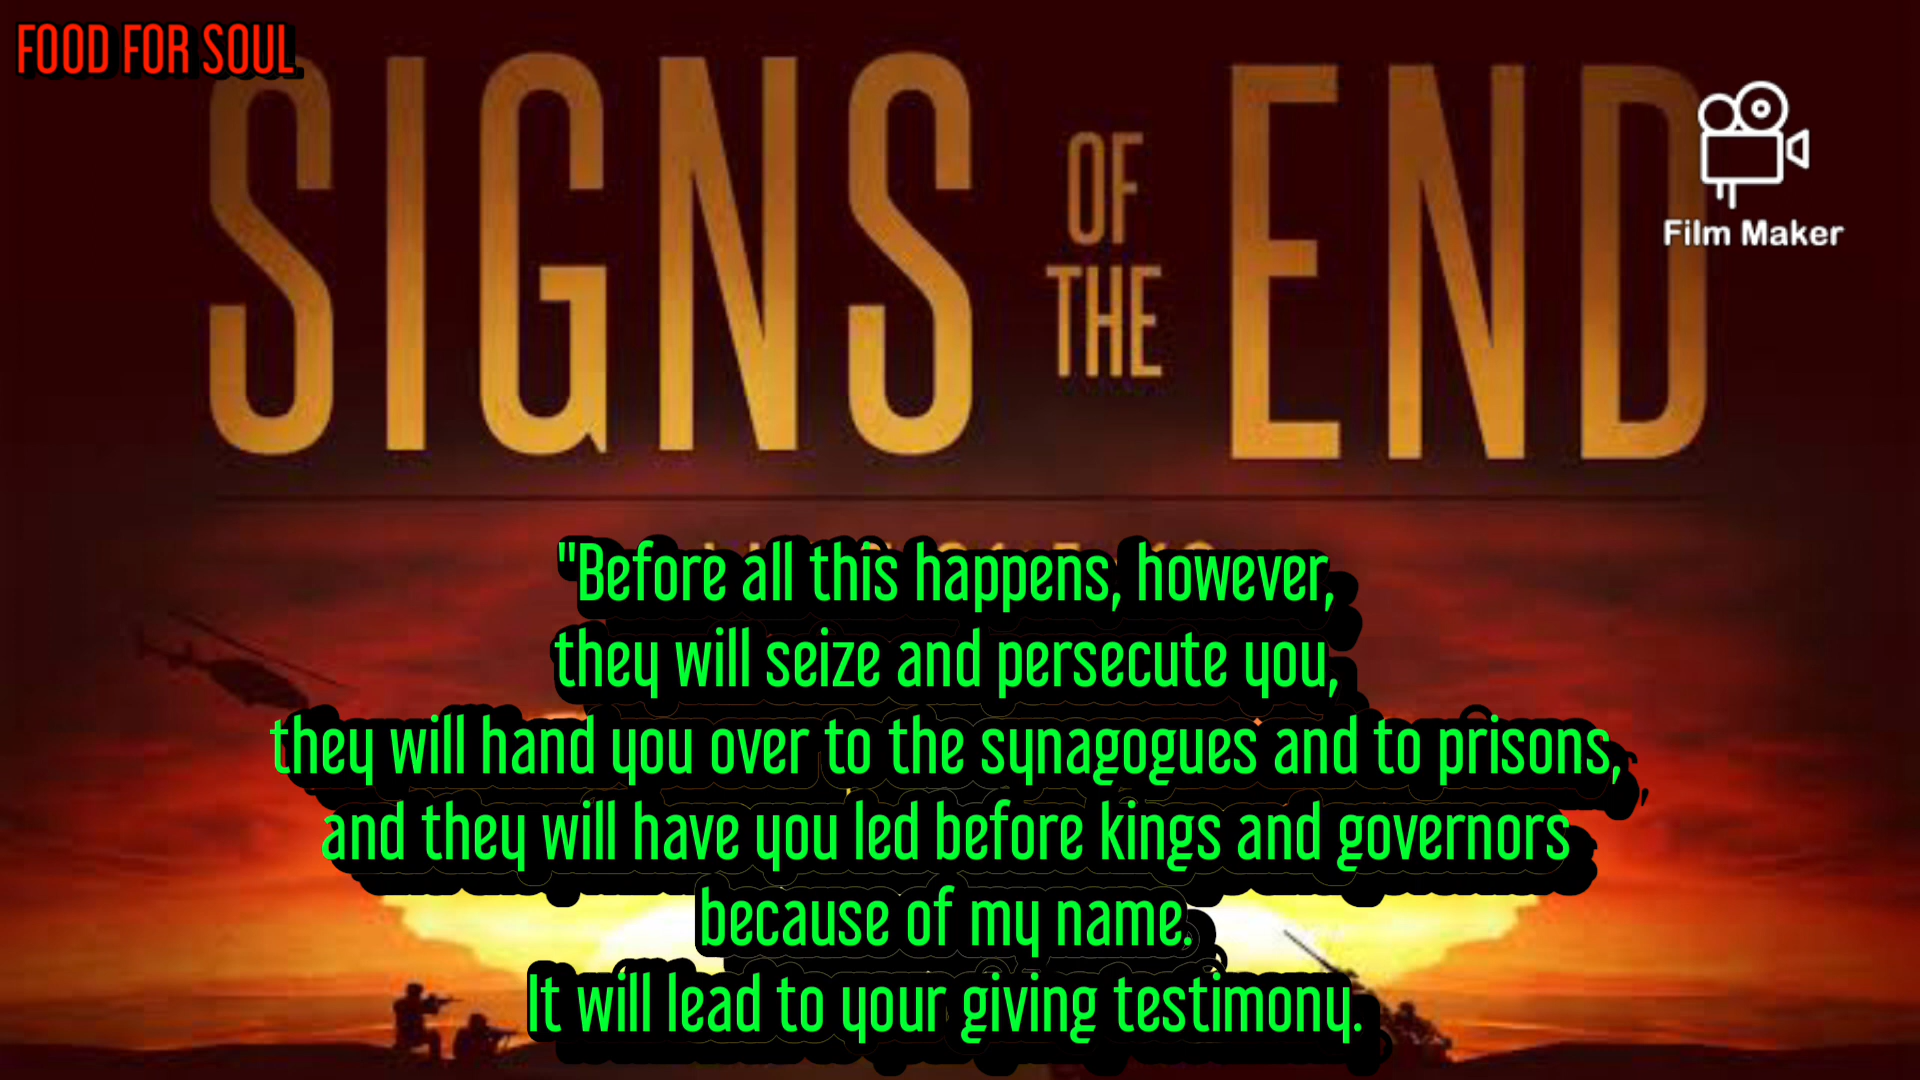 FOOD FOR SOUL
SIGNS OF THE END
Film Maker
"Before all this happens, however,
they will seize and persecute you,
they will hand you over to the synagogues and to prisons,
and they will have you led before kings and governors
because of my name.
It will lead to your giving testimony.